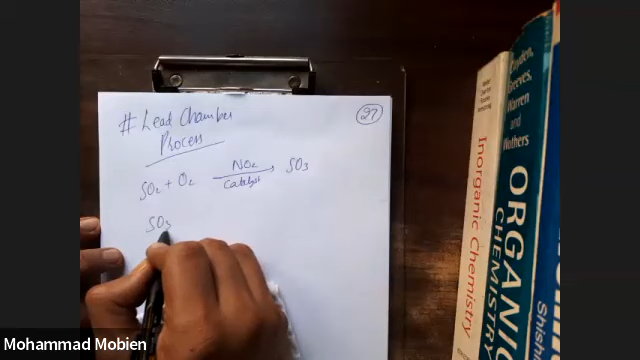 # Lead Chamber
Process
27
SO2 + O2 NO2 → SO3
Catalyst
SO3
Inorganic Chemistry
Clayden,
Greeves,
Warren
and
Wothers
ORGANIC
CHEMISTRY
Mohammad Mobien